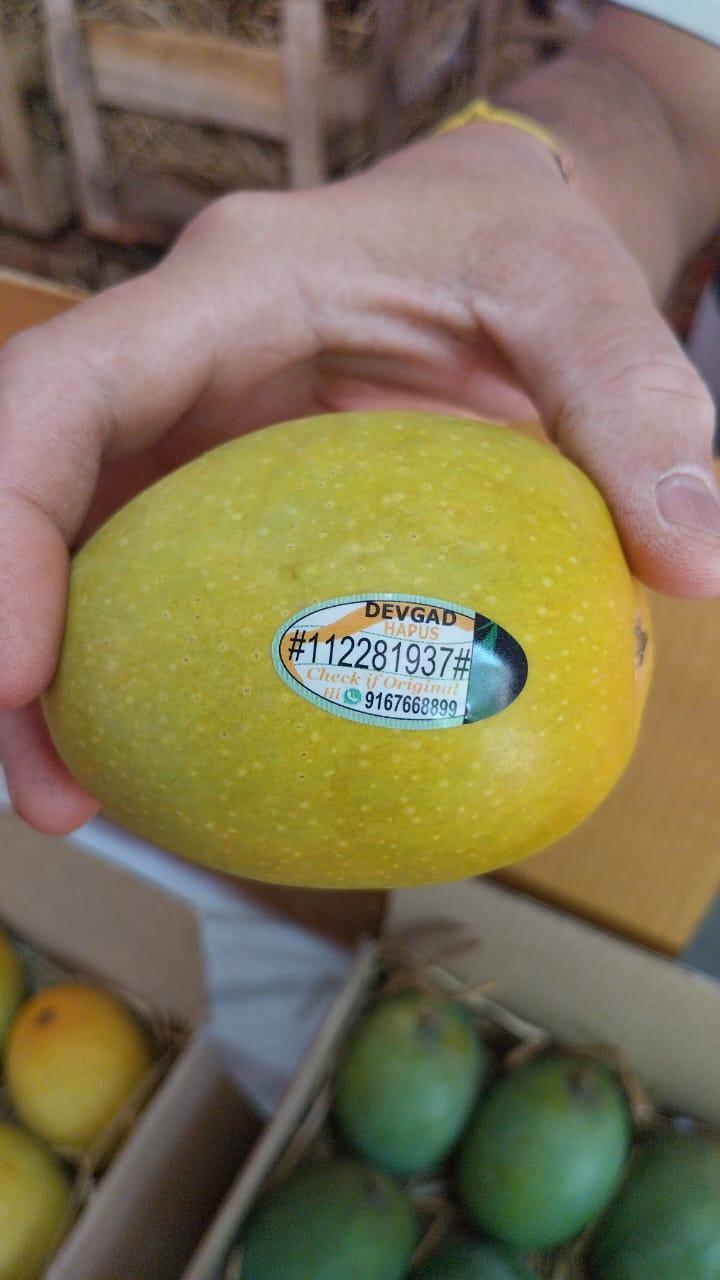 DEVGAD
HAPUS
#112281937#
Check if Original
Hi 9167668899